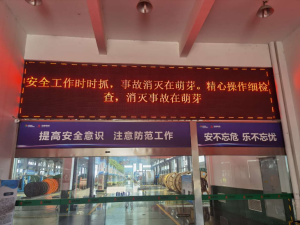 安全工作时时抓，事故消灭在萌芽。精心操作细检
查，消灭事故在萌芽
提高安全意识 注意防范工作
安不忘危 乐不忘忧